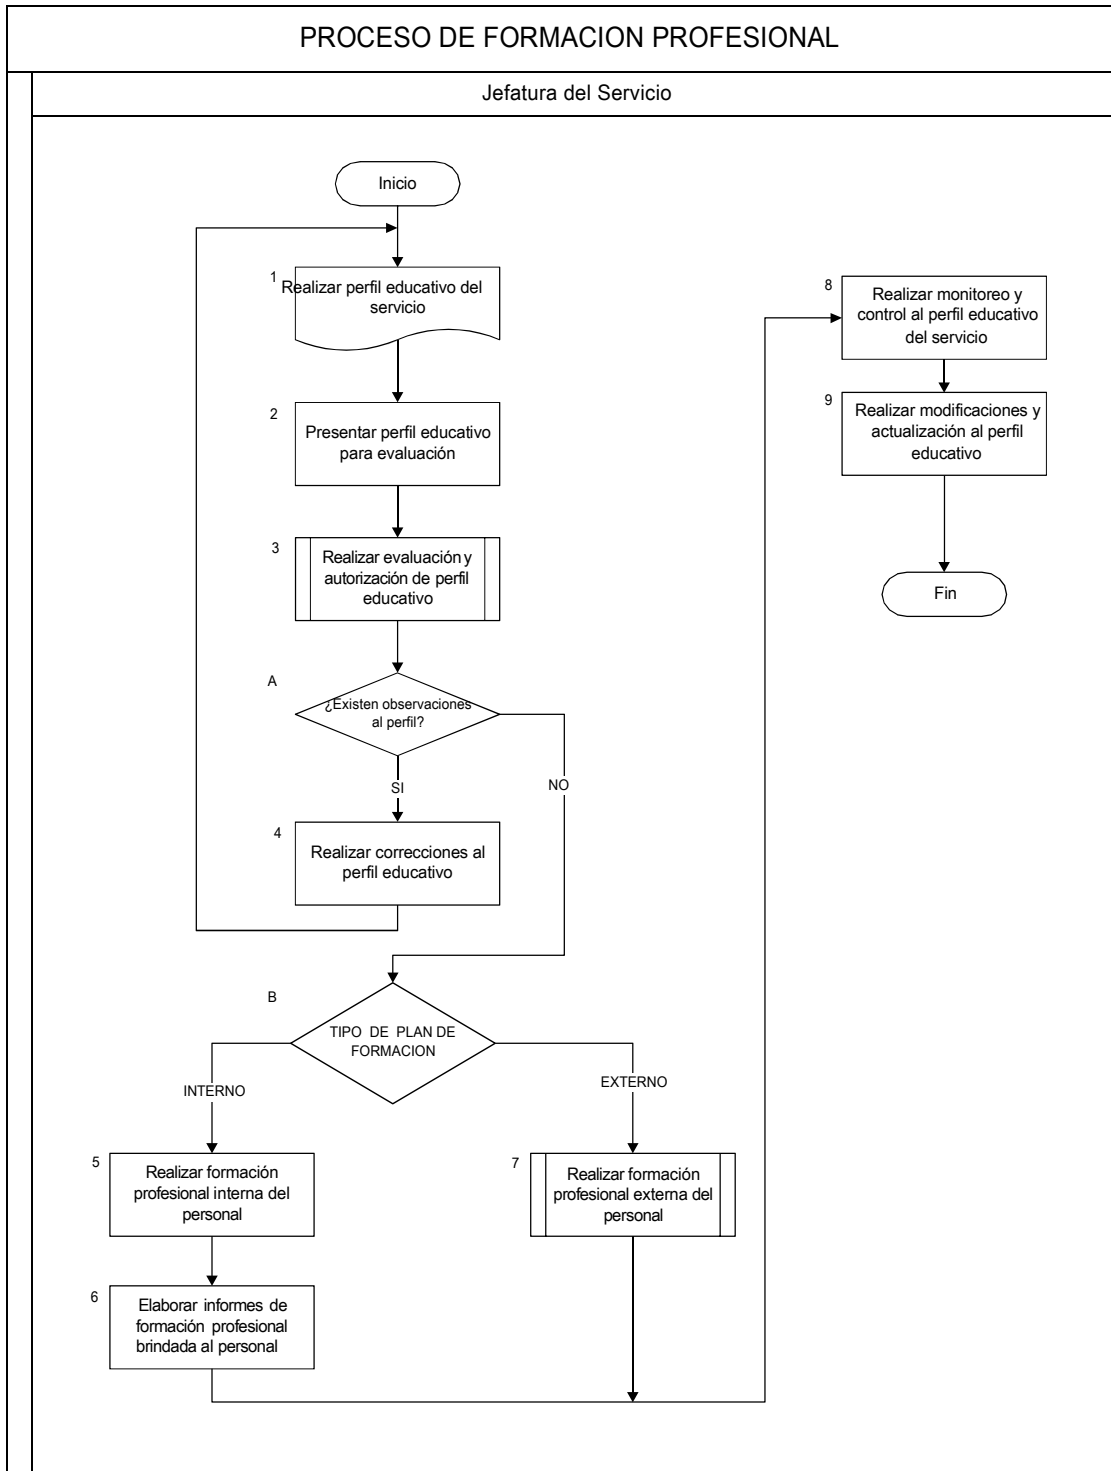 PROCESO DE FORMACION PROFESIONAL
Jefatura del Servicio
Inicio
1
Realizar perfil educativo del
servicio
2
Presentar perfil educativo
para evaluación
3
Realizar evaluación y
autorización de perfil
educativo
A
¿Existen observaciones
al perfil?
SI
NO
4
Realizar correcciones al
perfil educativo
B
TIPO DE PLAN DE
FORMACION
INTERNO
EXTERNO
5
Realizar formación
profesional interna del
personal
6
Elaborar informes de
formación profesional
brindada al personal
7
Realizar formación
profesional externa del
personal
8
Realizar monitoreo y
control al perfil educativo
del servicio
9
Realizar modificaciones y
actualización al perfil
educativo
Fin